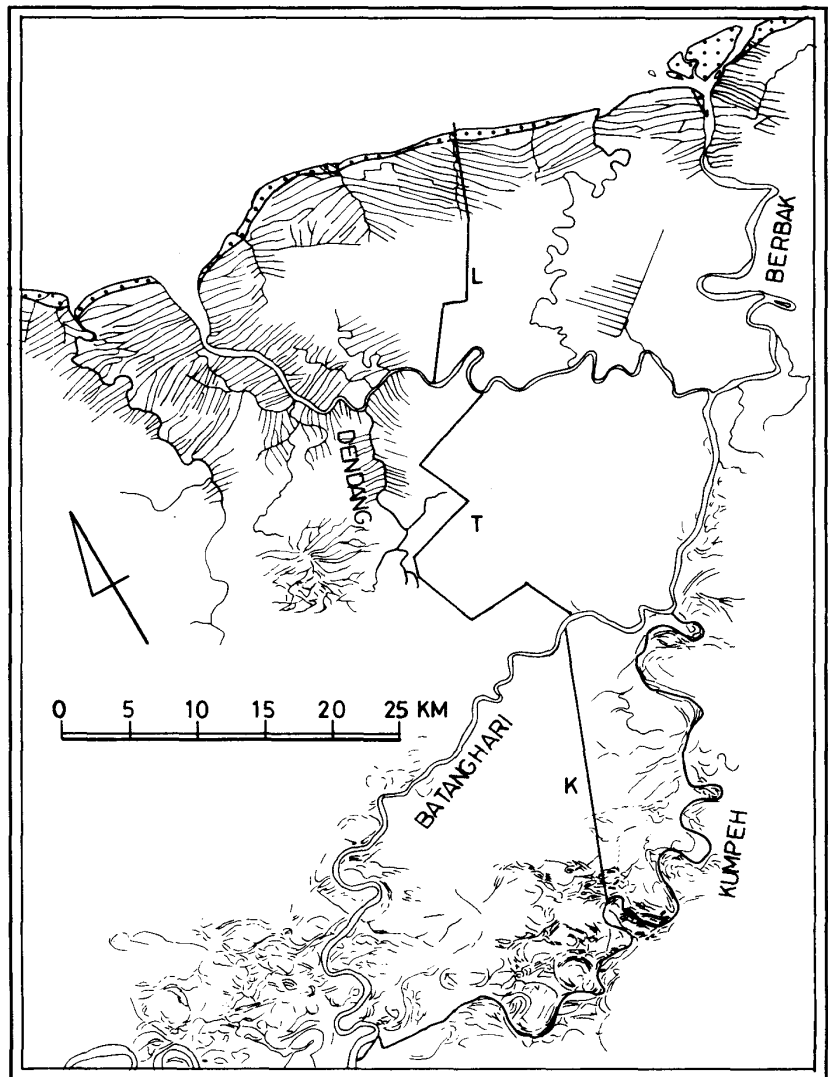 BERBAK
L
DENDANG
T
0 5 10 15 20 25 KM
BATANGHARI
K
KUMPEH